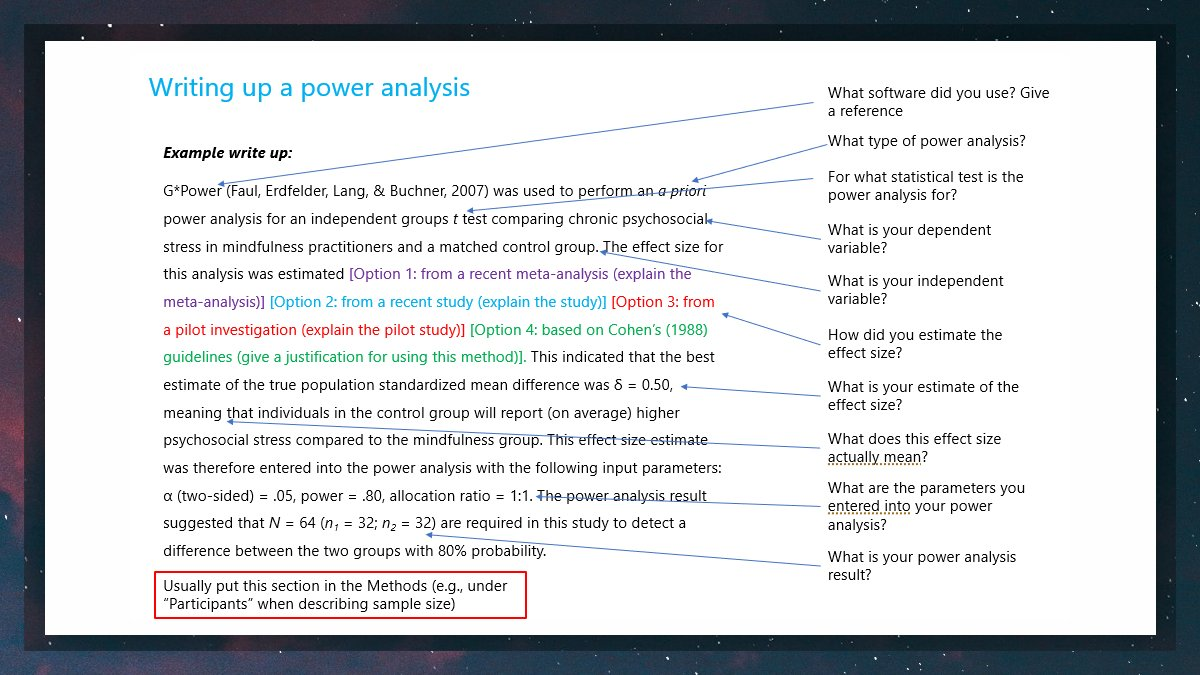 Writing up a power analysis
Example write up:
G*Power (Faul, Erdfelder, Lang, & Buchner, 2007) was used to perform an a priori
power analysis for an independent groups t test comparing chronic psychosocial
stress in mindfulness practitioners and a matched control group. The effect size for
this analysis was estimated [Option 1: from a recent meta-analysis (explain the
meta-analysis)] [Option 2: from a recent study (explain the study)] [Option 3: from
a pilot investigation (explain the pilot study)] [Option 4: based on Cohen’s (1988)
guidelines (give a justification for using this method)]. This indicated that the best
estimate of the true population standardized mean difference was δ = 0.50,
meaning that individuals in the control group will report (on average) higher
psychosocial stress compared to the mindfulness group. This effect size estimate
was therefore entered into the power analysis with the following input parameters:
α (two-sided) = .05, power = .80, allocation ratio = 1:1. The power analysis result
suggested that N = 64 (n1 = 32; n2 = 32) are required in this study to detect a
difference between the two groups with 80% probability.
Usually put this section in the Methods (e.g., under
“Participants” when describing sample size)
What software did you use? Give
a reference
What type of power analysis?
For what statistical test is the
power analysis for?
What is your dependent
variable?
What is your independent
variable?
How did you estimate the
effect size?
What is your estimate of the
effect size?
What does this effect size
actually mean?
What are the parameters you
entered into your power
analysis?
What is your power analysis
result?